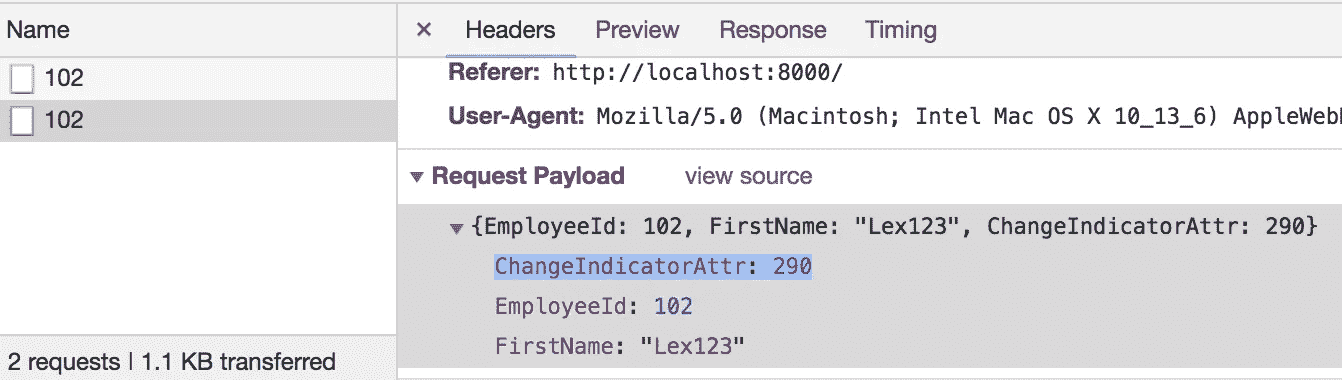 Name
102
102
2 requests | 1.1 KB transferred
× Headers Preview Response Timing
Referer: http://localhost:8000/
User-Agent: Mozilla/5.0 (Macintosh; Intel Mac OS X 10_13_6)
Request Payload view source
{EmployeeId: 102, FirstName: "Lex123", ChangeIndicatorAttr: 290}
ChangeIndicatorAttr: 290
EmployeeId: 102
FirstName: "Lex123"